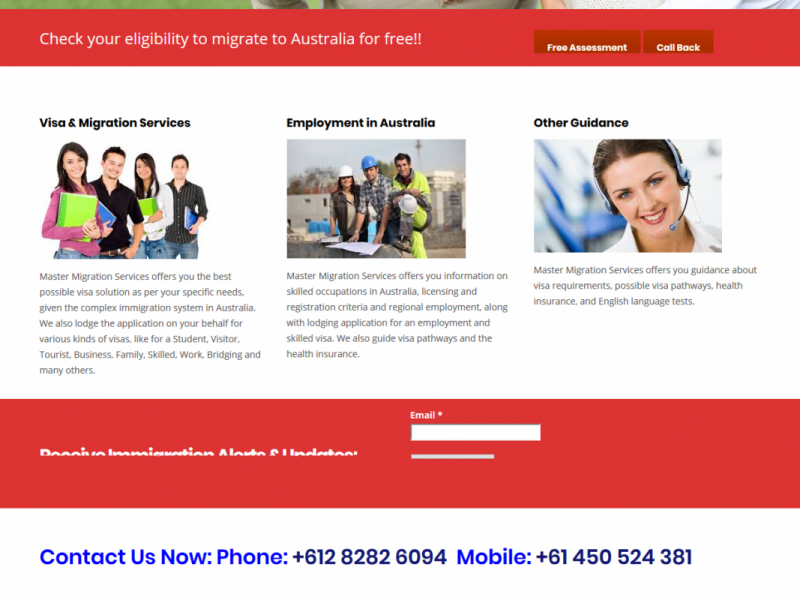 Check your eligibility to migrate to Australia for free!!
Free Assessment
Call Back
Visa & Migration Services
Master Migration Services offers you the best
possible visa solution as per your specific needs,
given the complex immigration system in Australia.
We also lodge the application on your behalf for
various kinds of visas, like for a Student, Visitor,
Tourist, Business, Family, Skilled, Work, Bridging and
many others.
Employment in Australia
Master Migration Services offers you information on
skilled occupations in Australia, licensing and
registration criteria and regional employment, along
with lodging application for an employment and
skilled visa. We also guide visa pathways and the
health insurance.
Other Guidance
Master Migration Services offers you guidance about
visa requirements, possible visa pathways, health
insurance, and English language tests.
Receive Immigration Alerts & Updates:
Email *
Contact Us Now: Phone: +612 8282 6094 Mobile: +61 450 524 381